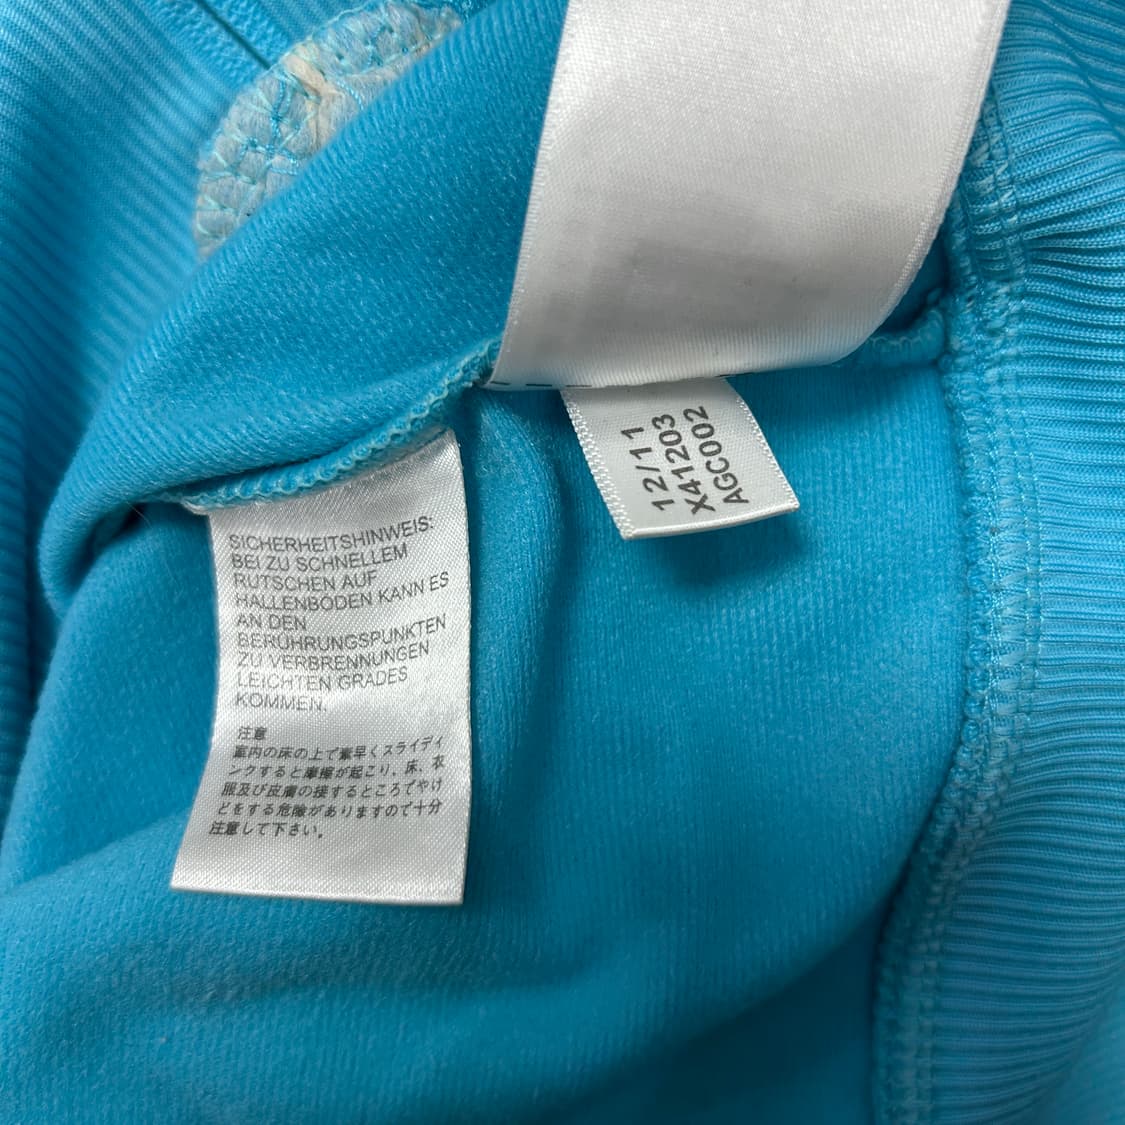 SICHERHEITSHINWEIS:
BEI ZU SCHNELLEM
RUTSCHEN AUF
HALLENBÖDEN KANN ES
AN DEN
BERÜHRUNGSPUNKTEN
ZU VERBRENNUNGEN
LEICHTEN GRADES
KOMMEN.
注意
室内の床の上で素早くスライディ
ングすると摩擦が起こり、床、衣
服及び皮膚の接するところでやけ
どをする危険がありますので十分
注意して下さい。
12/11
X41203
AGC002